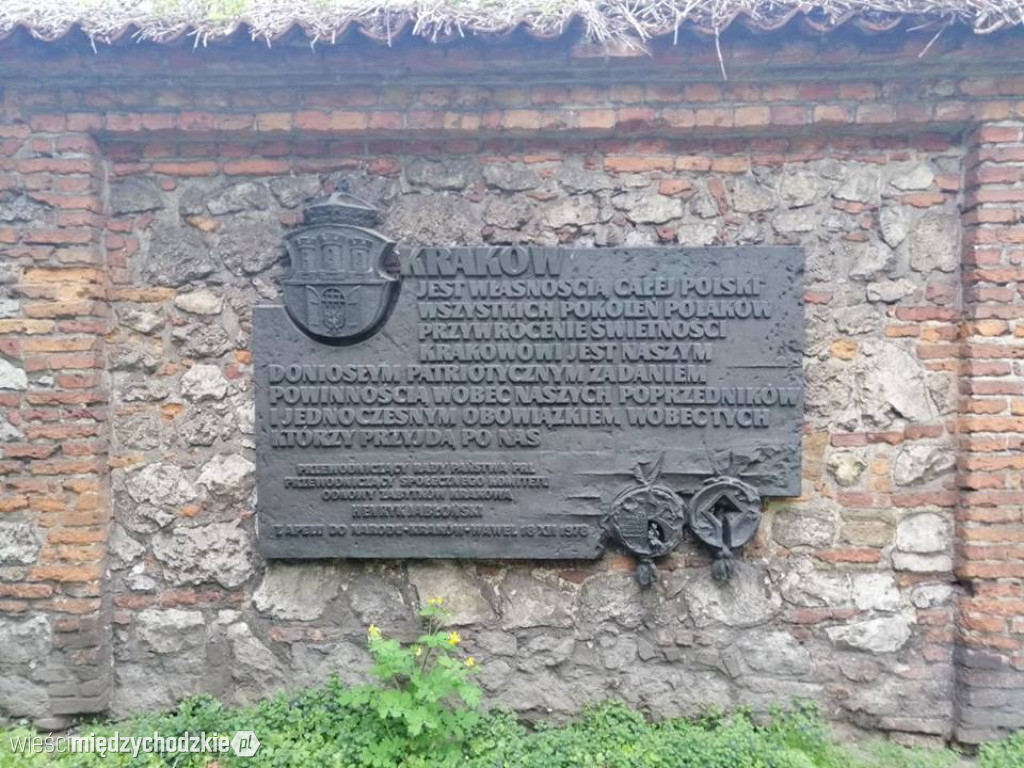 KRAKÓW
JEST WŁASNOŚCIĄ CAŁEJ POLSKI
WSZYSTKICH POKOLEŃ POLAKÓW
PRZYWRÓCENIE ŚWIETNOŚCI
KRAKOWOWI JEST NASZYM
DONIOSŁYM PATRIOTYCZNYM ZADANIEM
POWINNOŚCIĄ WOBEC NASZYCH POPRZEDNIKÓW
I JEDNOCZESNYM OBOWIĄZKIEM WOBEC TYCH
KTÓRZY PRZYJDĄ PO NAS
PRZEWODNICZĄCY RADY PAŃSTWA PRL
PRZEWODNICZĄCY SPOŁECZNEGO KOMITETU
ODNOWY ZABYTKÓW KRAKOWA
HENRYK JABŁOŃSKI
Z APELU DO NARODU • KRAKÓW • WAWEL 18 XII 1978
wieścimiędzychodzkie.pl